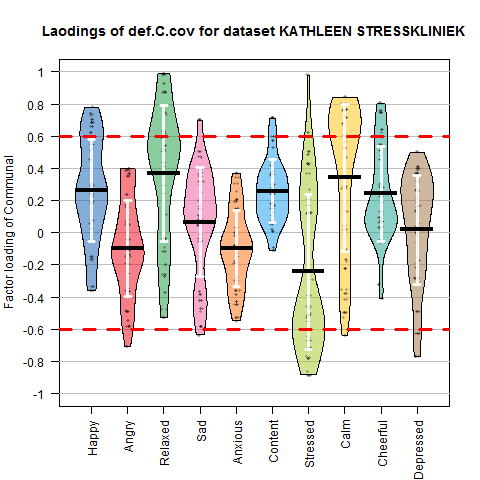 Laodings of def.C.cov for dataset KATHLEEN STRESSKLINIEK
Factor loading of Communal
1
0.8
0.6
0.4
0.2
0
-0.2
-0.4
-0.6
-0.8
-1
Happy
Angry
Relaxed
Sad
Anxious
Content
Stressed
Calm
Cheerful
Depressed